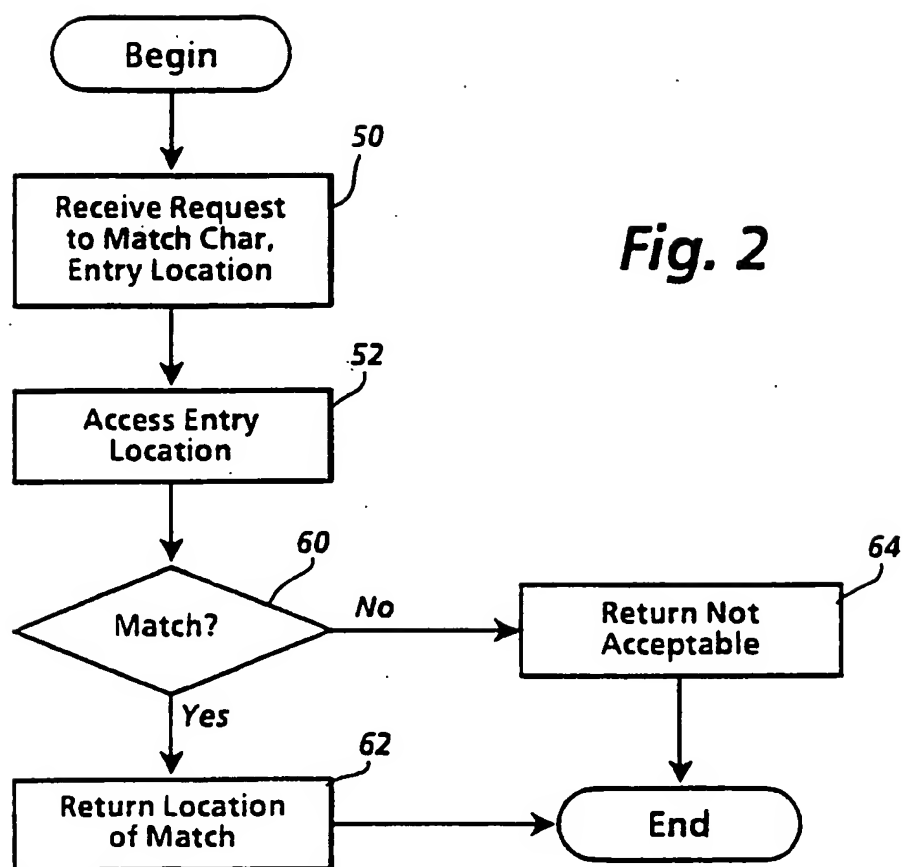 Begin
50
Receive Request
to Match Char,
Entry Location
Fig. 2
52
Access Entry
Location
60
Match?
No
64
Return Not
Acceptable
Yes
62
Return Location
of Match
End